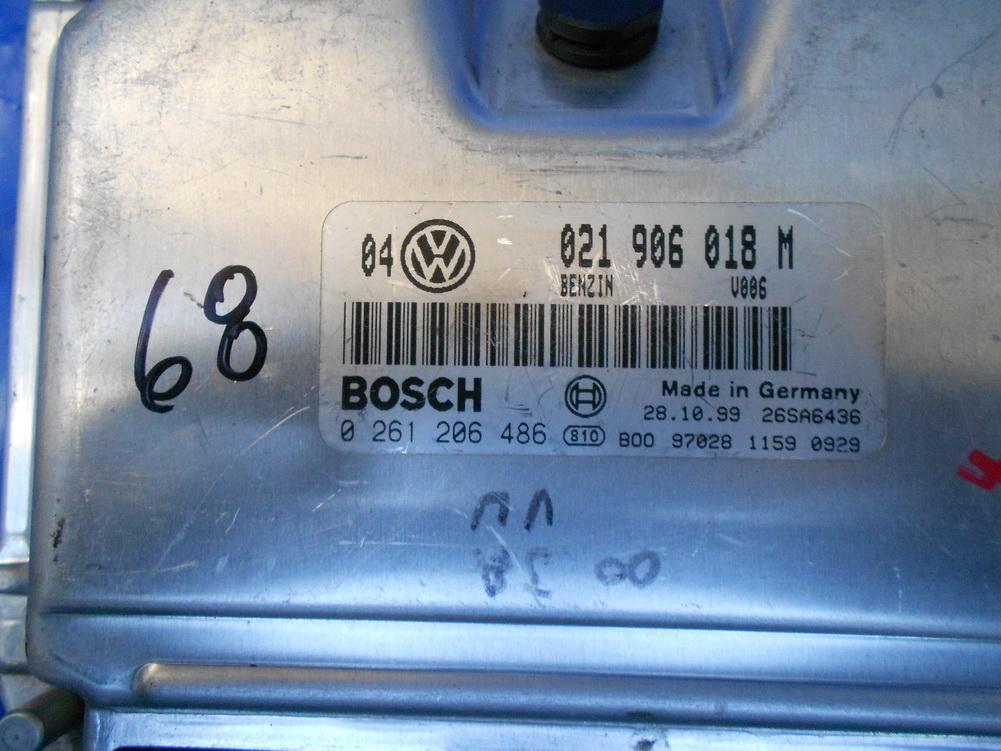 04 VW 021 906 018 M
BENZIN V006
68
BOSCH Made in Germany
28.10.99 26SA6436
0 261 206 486 810 B00 97028 1159 0929